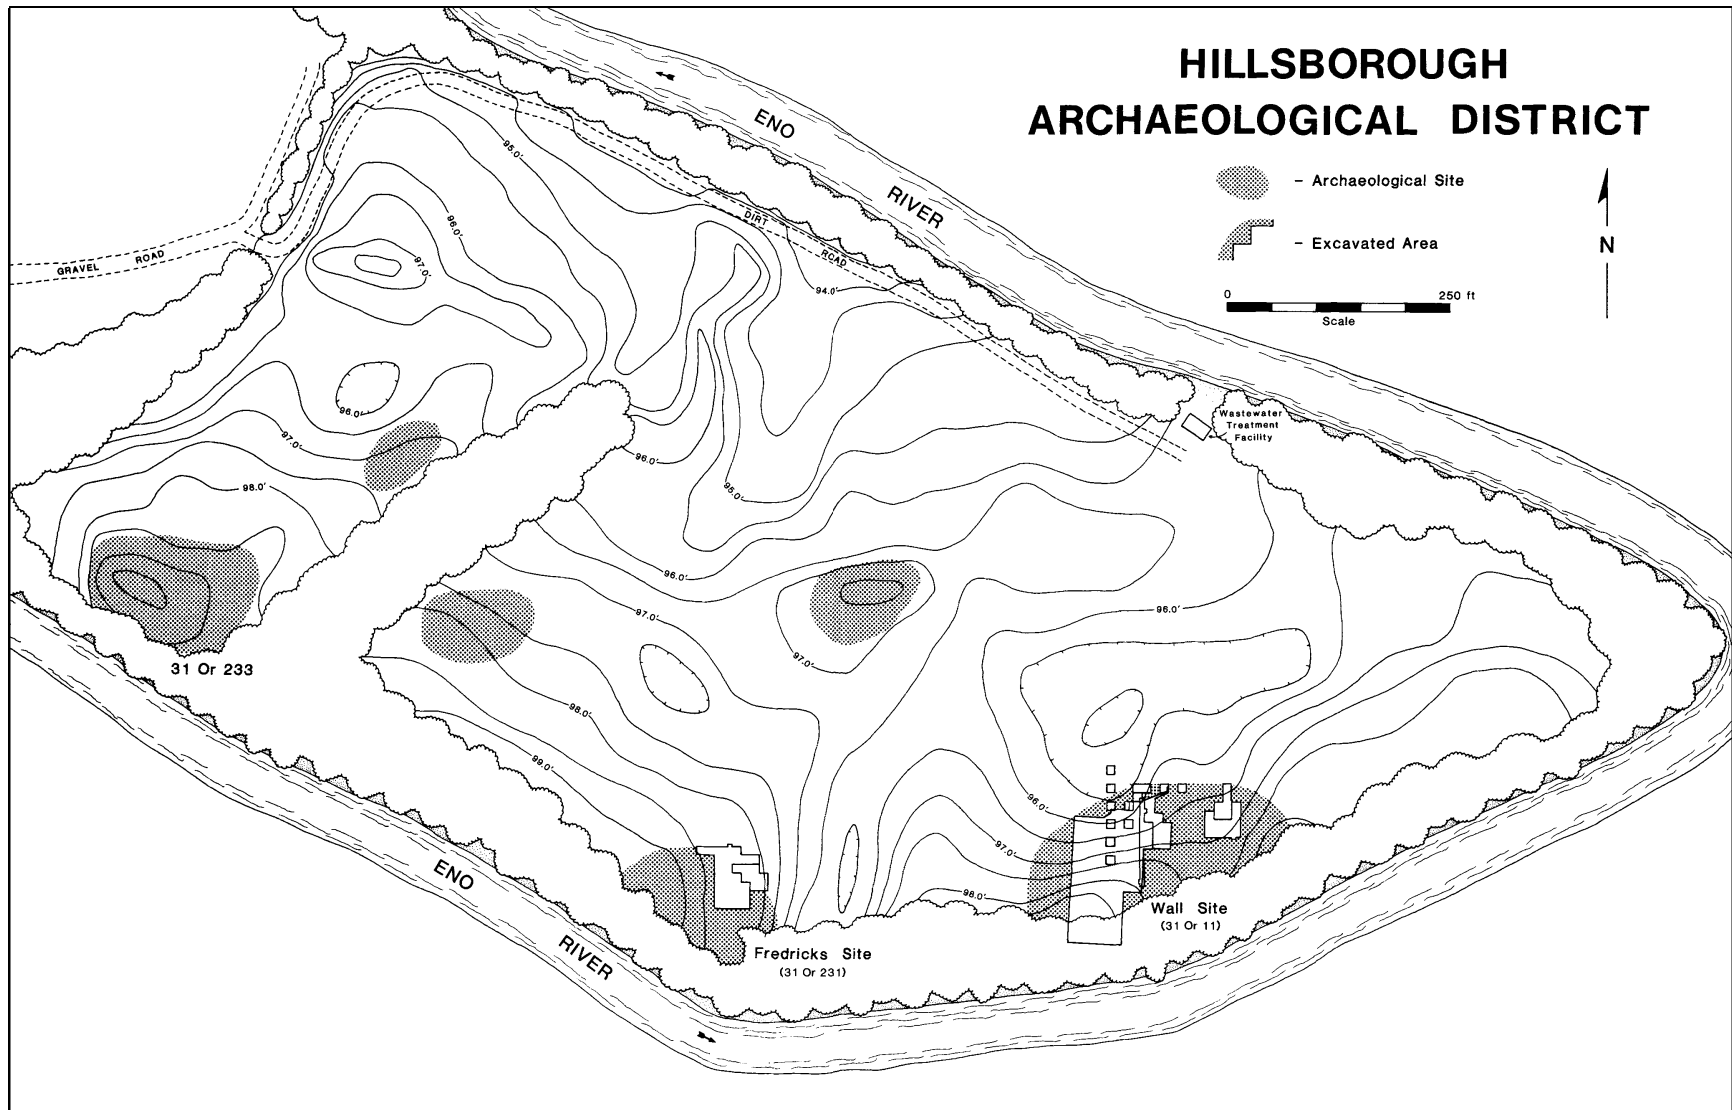 HILLSBOROUGH
ARCHAEOLOGICAL DISTRICT
- Archaeological Site
- Excavated Area
N
0 250 ft
Scale
ENO
RIVER
DIRT
ROAD
GRAVEL ROAD
95.0'
96.0'
97.0'
94.0'
96.0'
97.0'
98.0'
96.0'
95.0'
Wastewater
Treatment
Facility
96.0'
97.0'
96.0'
97.0'
31 Or 233
98.0'
99.0'
96.0'
97.0'
98.0'
Wall Site
(31 Or 11)
Fredricks Site
(31 Or 231)
ENO
RIVER